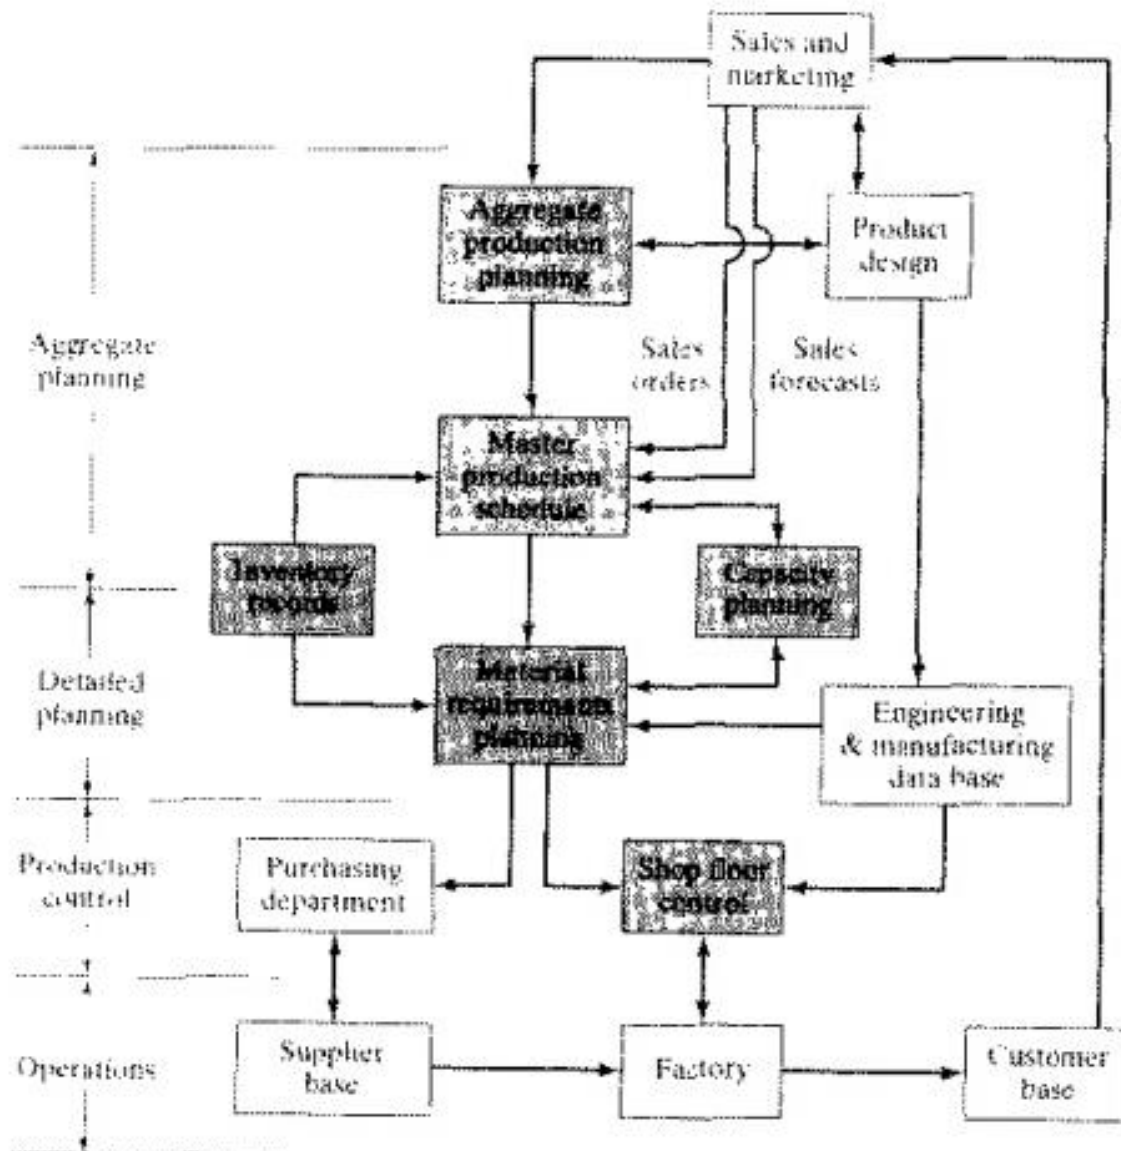 Sales and
marketing
Aggregate
production
planning
Product
design
Aggregate
planning
Sales
orders
Sales
forecasts
Master
production
schedule
Inventory
records
Capacity
planning
Detailed
planning
Material
requirements
planning
Engineering
& manufacturing
data base
Production
control
Purchasing
department
Shop floor
control
Operations
Supplier
base
Factory
Customer
base